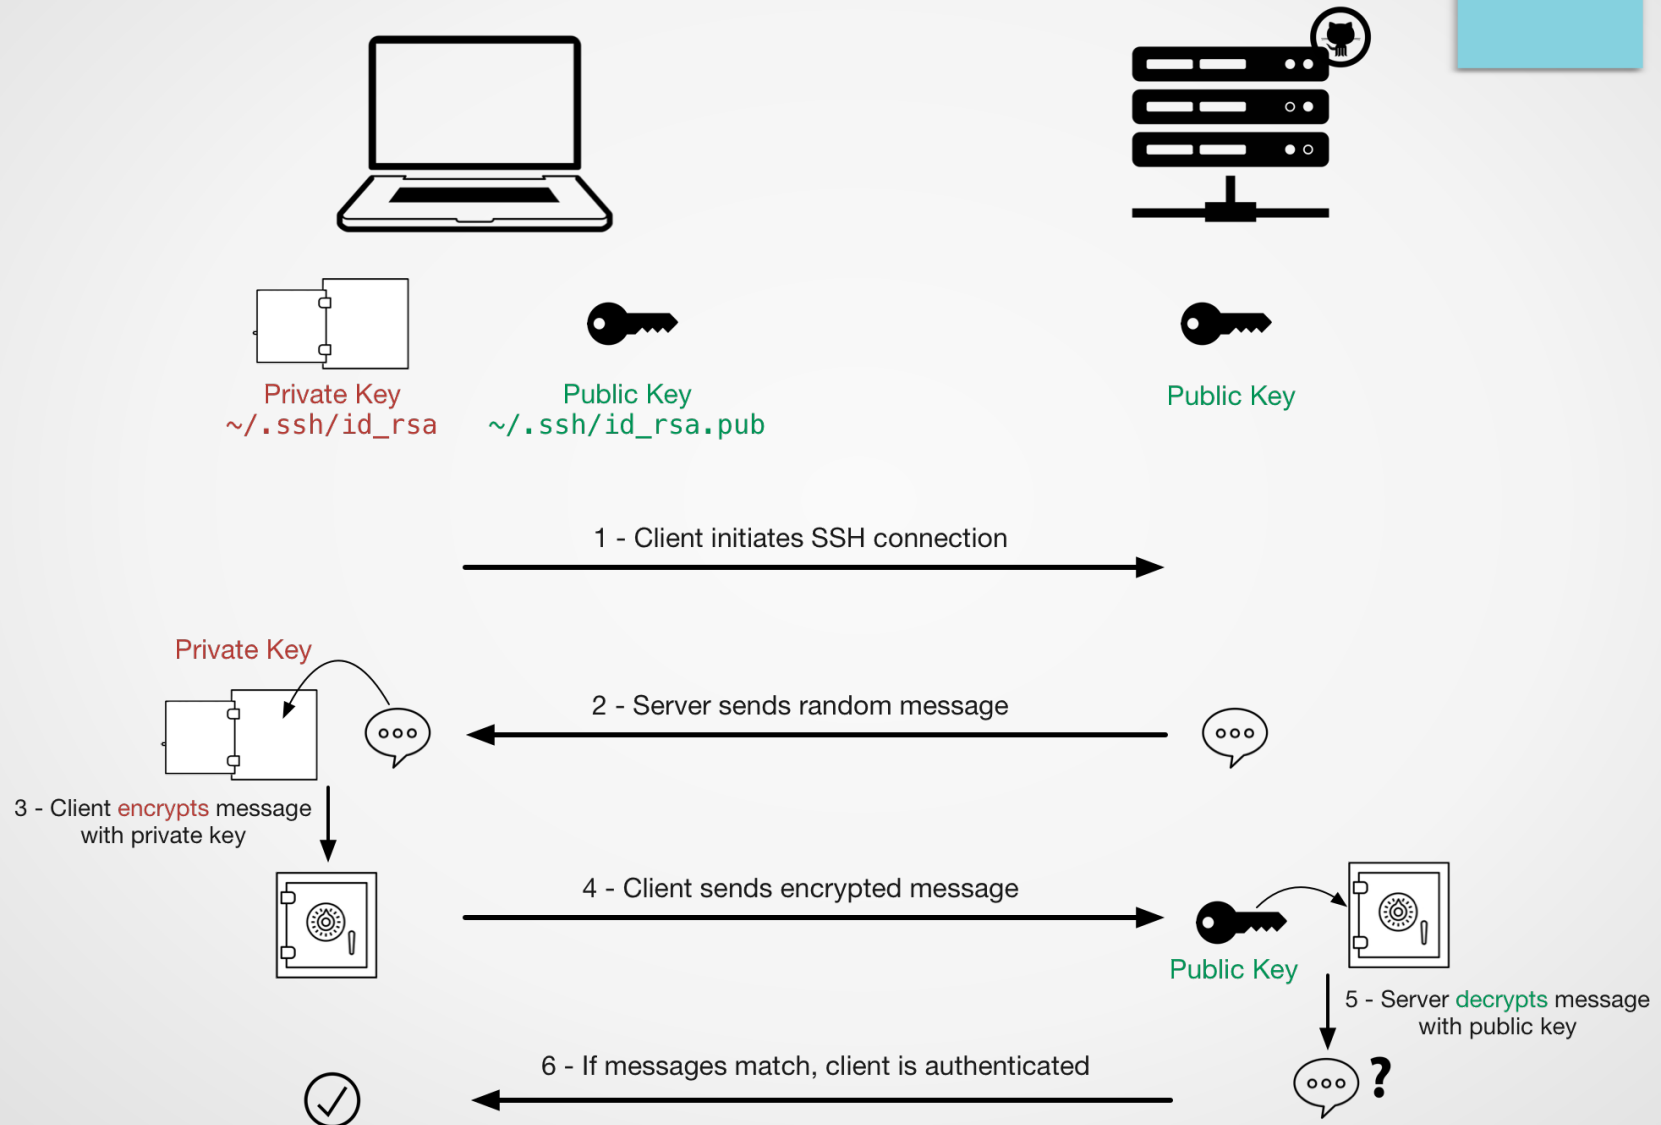 Private Key
~/.ssh/id_rsa
Public Key
~/.ssh/id_rsa.pub
Public Key
1 - Client initiates SSH connection
Private Key
2 - Server sends random message
3 - Client encrypts message
with private key
4 - Client sends encrypted message
Public Key
5 - Server decrypts message
with public key
6 - If messages match, client is authenticated
?